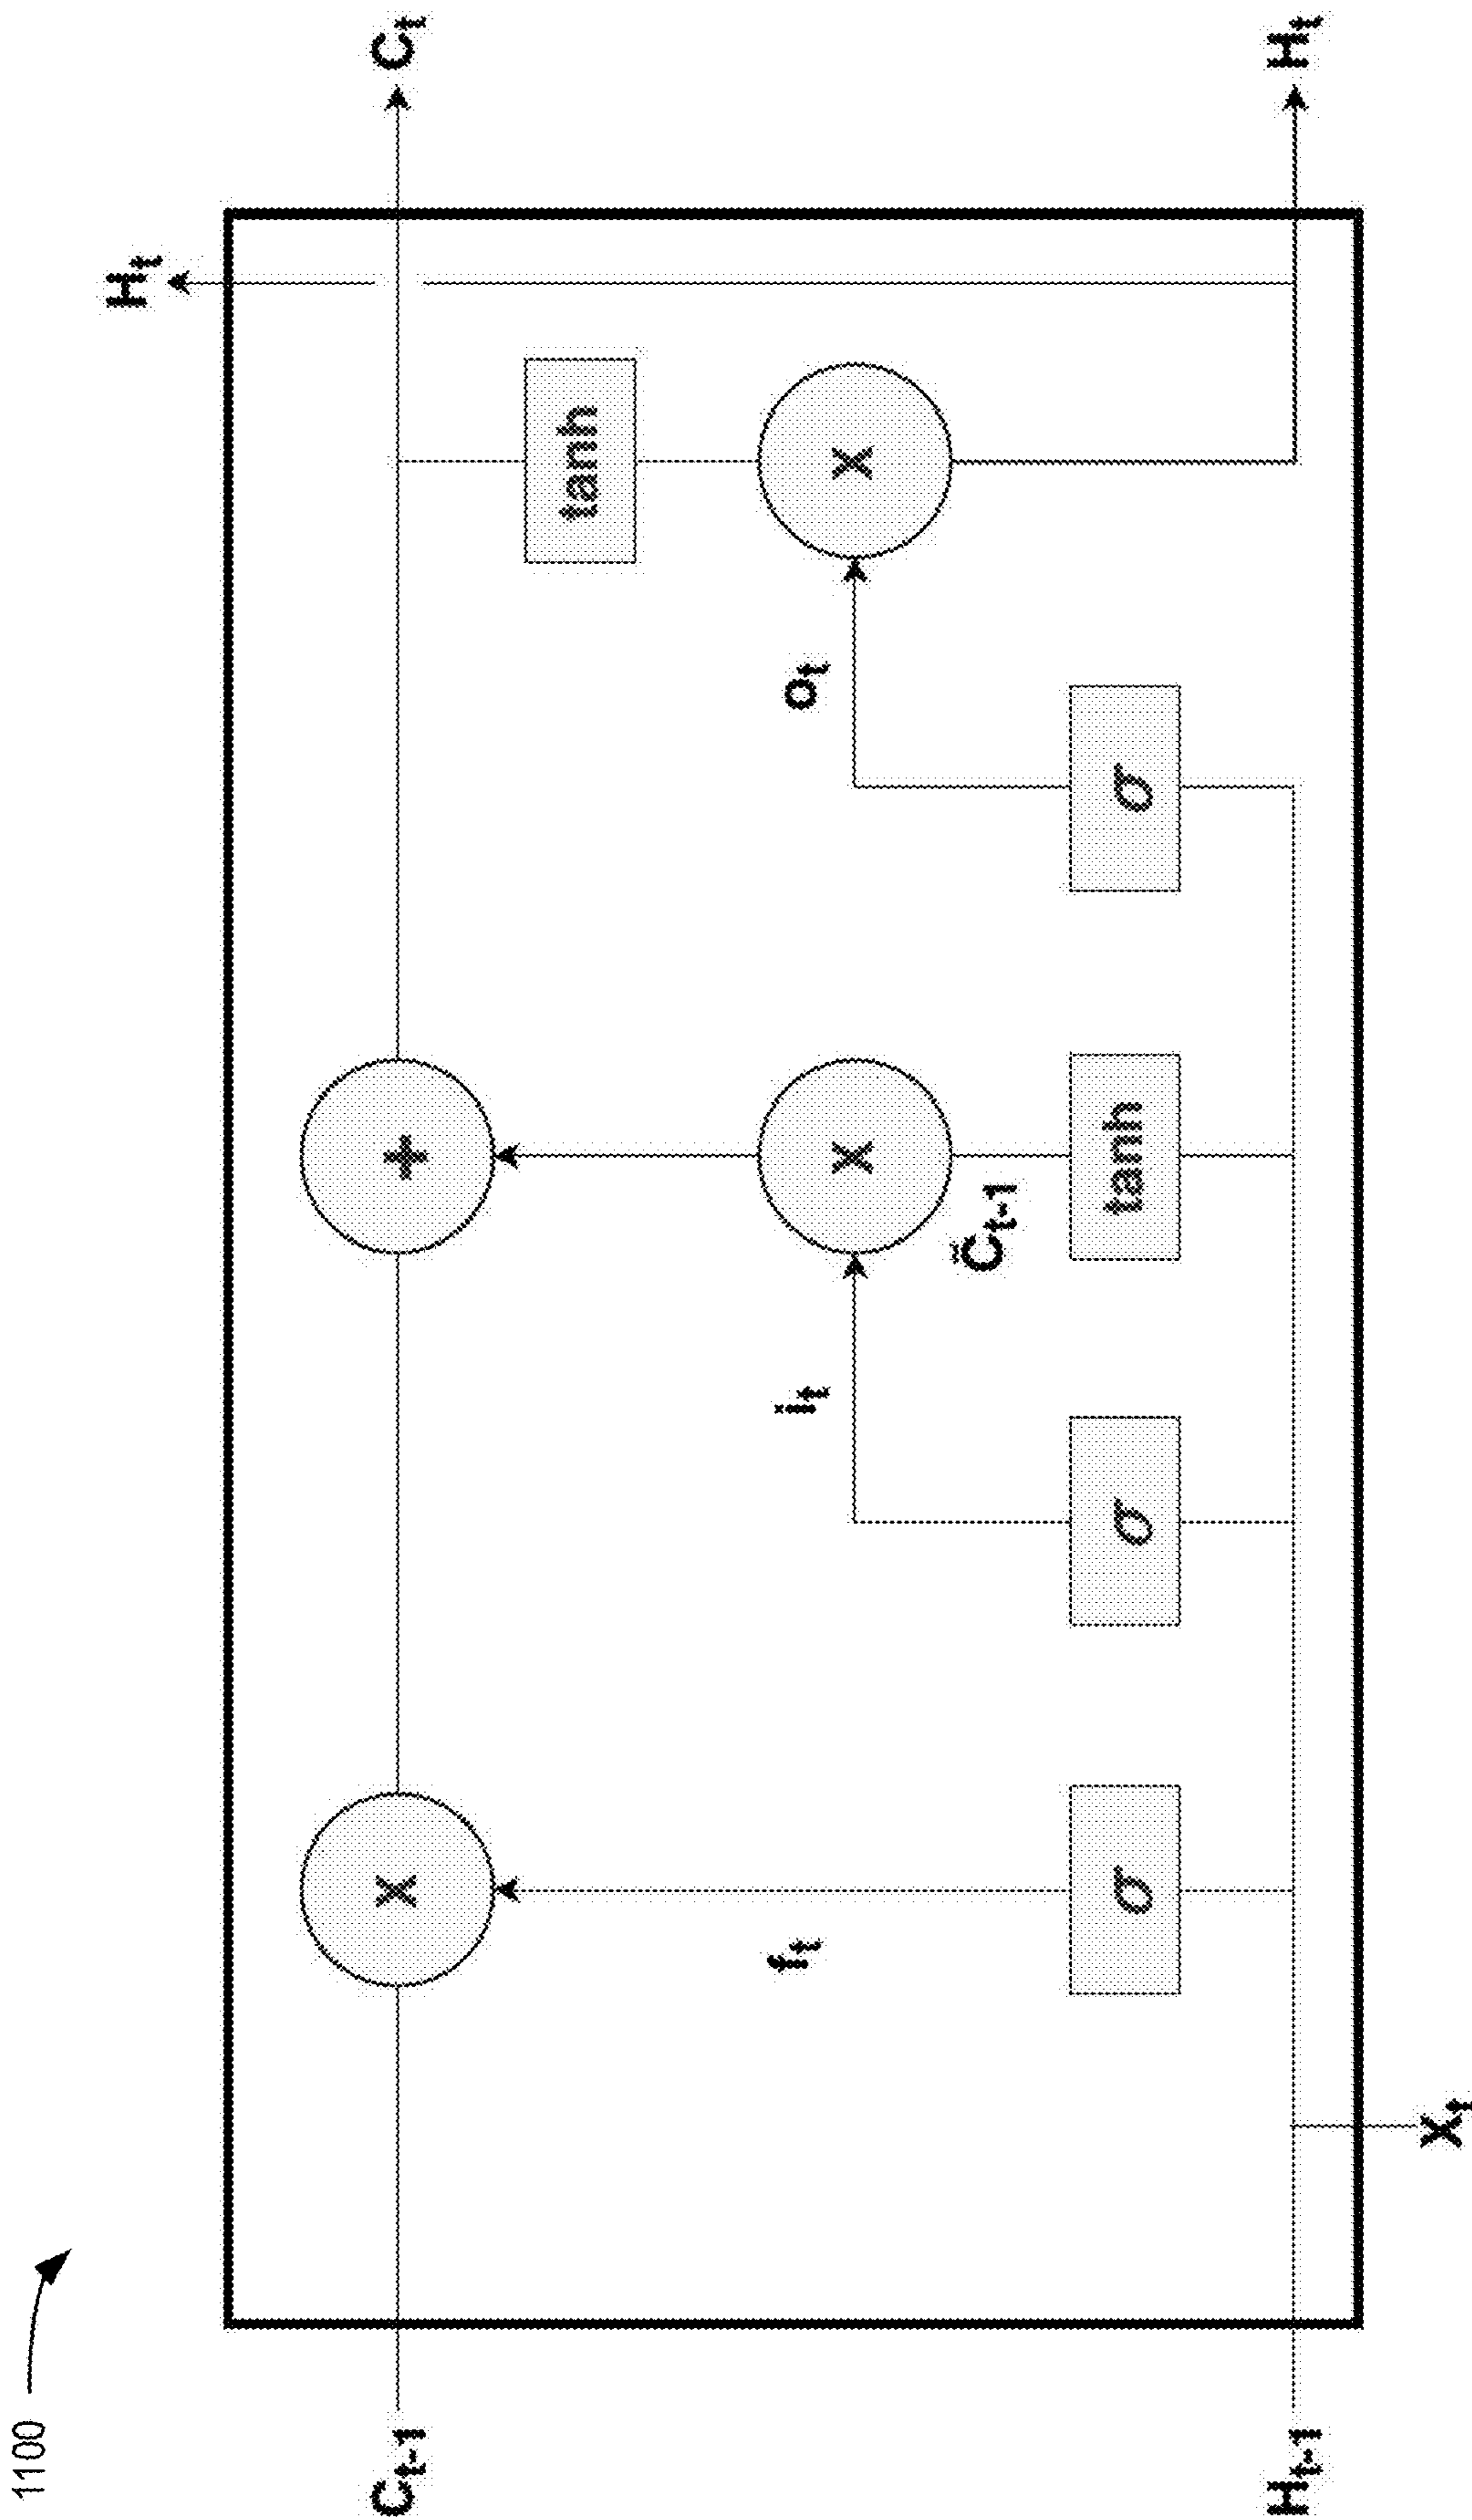 1100
H_t
C_{t-1}
X
+
C_t
tanh
f_t
i_t
X
o_t
X
C̃_{t-1}
σ
σ
tanh
σ
H_{t-1}
H_t
X_t